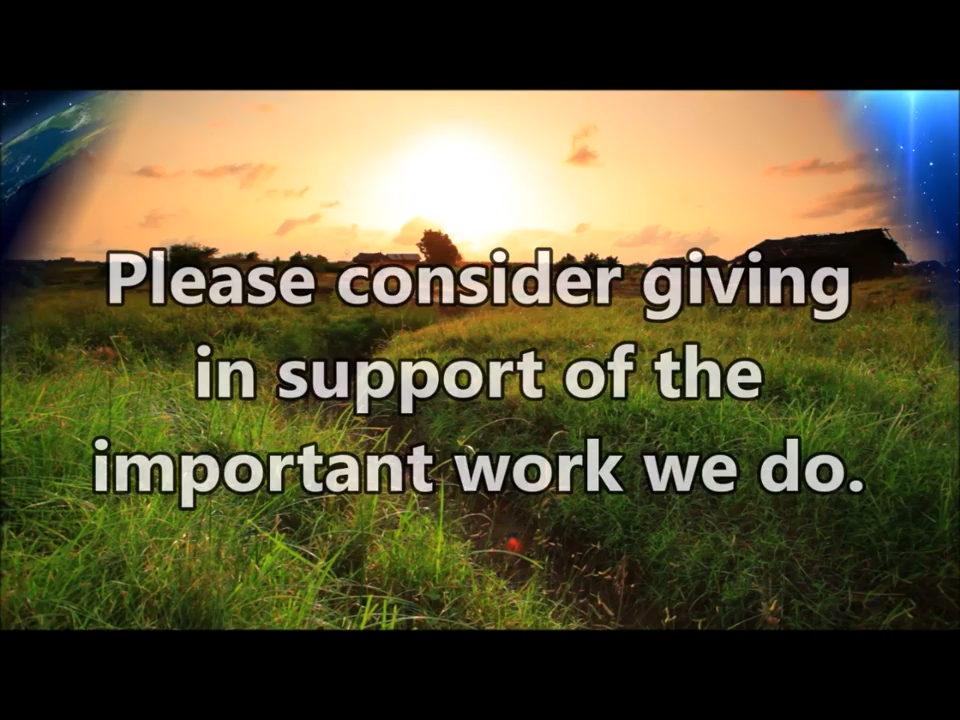 Please consider giving
in support of the
important work we do.